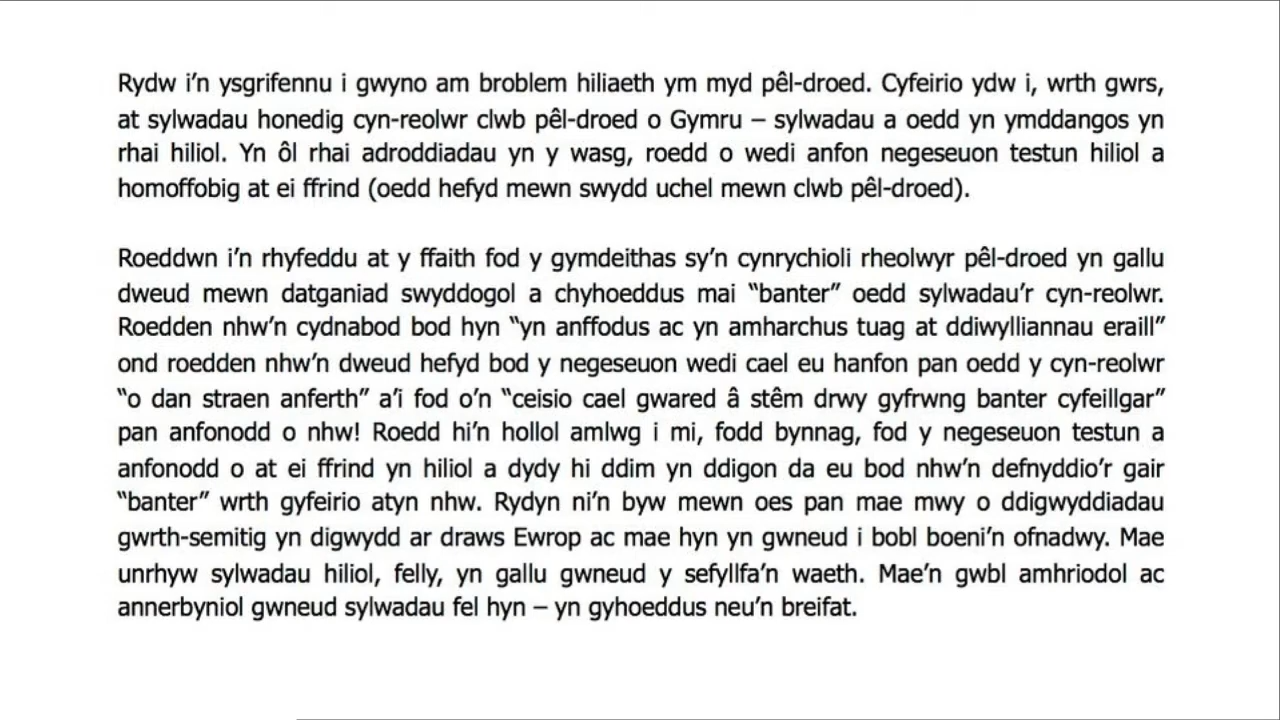 Rydw i’n ysgrifennu i gwyno am broblem hiliaeth ym myd pêl-droed. Cyfeirio ydw i, wrth gwrs,
at sylwadau honedig cyn-reolwr clwb pêl-droed o Gymru – sylwadau a oedd yn ymddangos yn
rhai hiliol. Yn ôl rhai adroddiadau yn y wasg, roedd o wedi anfon negeseuon testun hiliol a
homoffobig at ei ffrind (oedd hefyd mewn swydd uchel mewn clwb pêl-droed).

Roeddwn i’n rhyfeddu at y ffaith fod y gymdeithas sy’n cynrychioli rheolwyr pêl-droed yn gallu
dweud mewn datganiad swyddogol a chyhoeddus mai “banter” oedd sylwadau’r cyn-reolwr.
Roedden nhw’n cydnabod bod hyn “yn anffodus ac yn amharchus tuag at ddiwylliannau eraill”
ond roedden nhw’n dweud hefyd bod y negeseuon wedi cael eu hanfon pan oedd y cyn-reolwr
“o dan straen anferth” a’i fod o’n “ceisio cael gwared â stêm drwy gyfrwng banter cyfeillgar”
pan anfonodd o nhw! Roedd hi’n hollol amlwg i mi, fodd bynnag, fod y negeseuon testun a
anfonodd o at ei ffrind yn hiliol a dydy hi ddim yn ddigon da eu bod nhw’n defnyddio’r gair
“banter” wrth gyfeirio atyn nhw. Rydyn ni’n byw mewn oes pan mae mwy o ddigwyddiadau
gwrth-semitig yn digwydd ar draws Ewrop ac mae hyn yn gwneud i bobl boeni’n ofnadwy. Mae
unrhyw sylwadau hiliol, felly, yn gallu gwneud y sefyllfa’n waeth. Mae’n gwbl amhriodol ac
annerbyniol gwneud sylwadau fel hyn – yn gyhoeddus neu’n breifat.